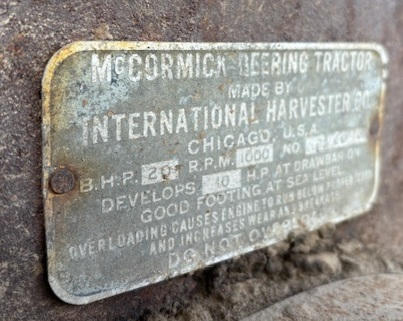 McCORMICK-DEERING TRACTOR
MADE BY
INTERNATIONAL HARVESTER CO.
CHICAGO, U.S.A.
B.H.P. 20 R.P.M. 1000 NO.
DEVELOPS 10 H.P. AT DRAWBAR ON
GOOD FOOTING AT SEA LEVEL
OVERLOADING CAUSES ENGINE TO RUN BELOW
AND INCREASES WEAR AND
DO NOT